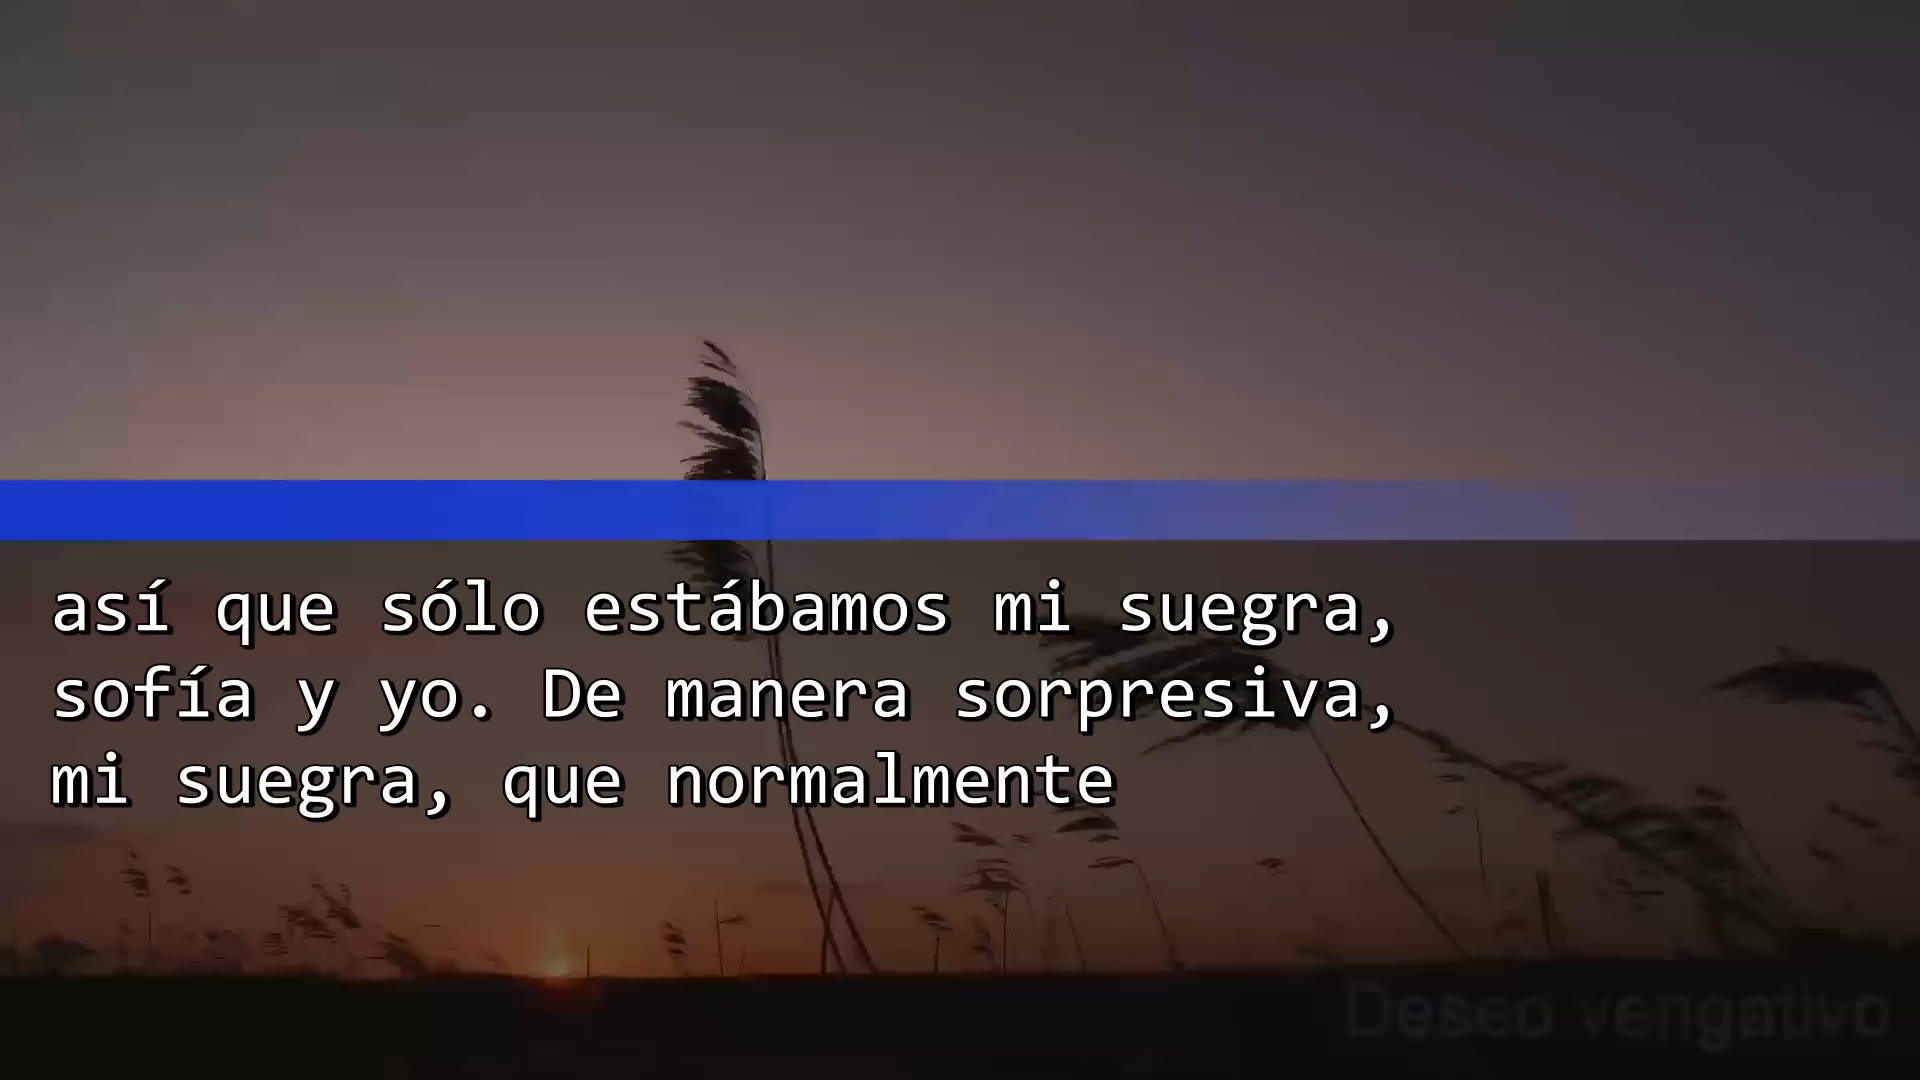 así que sólo estábamos mi suegra,
sofía y yo. De manera sorpresiva,
mi suegra, que normalmente
Deseo vengativo